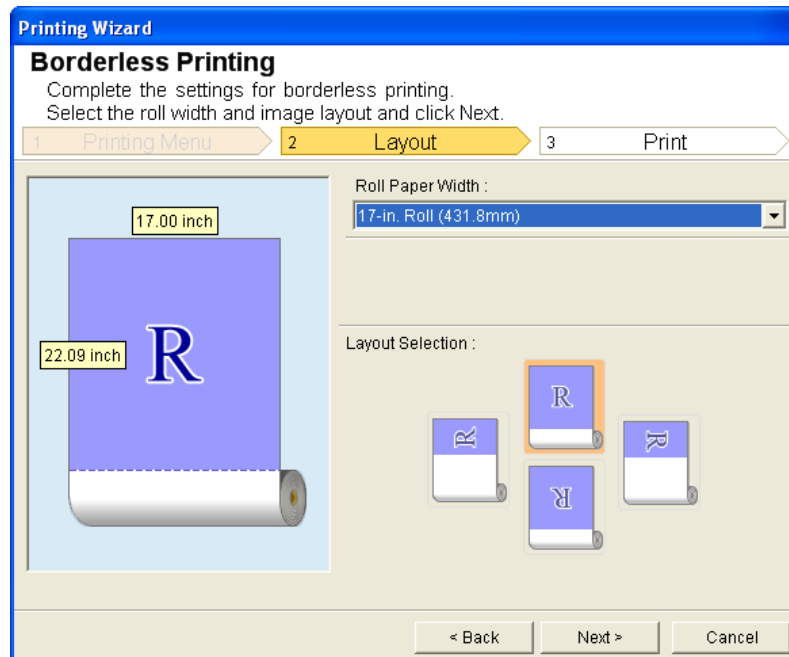 Printing Wizard
Borderless Printing
Complete the settings for borderless printing.
Select the roll width and image layout and click Next.
1 Printing Menu 2 Layout 3 Print
Roll Paper Width :
17-in. Roll (431.8mm)
17.00 inch
22.09 inch
R
Layout Selection :
R
R
R
R
< Back Next > Cancel